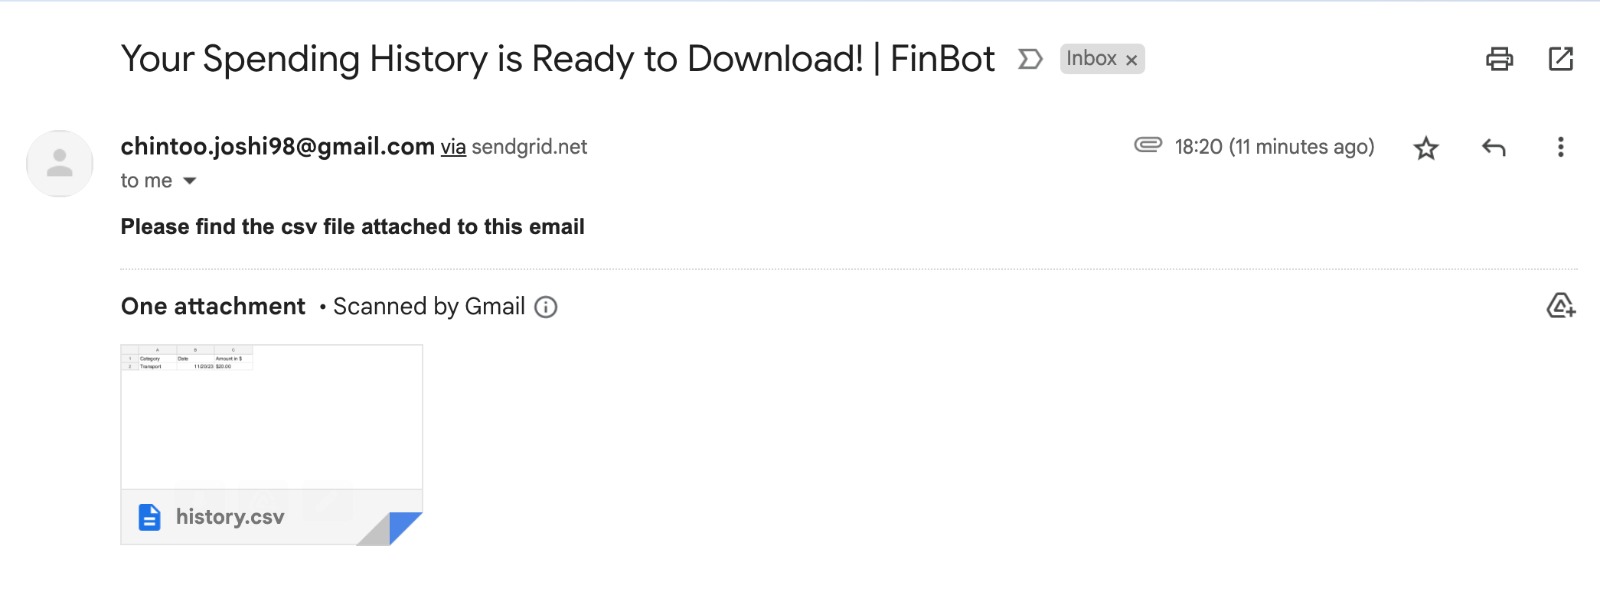 Your Spending History is Ready to Download! | FinBot Inbox ×
chintoo.joshi98@gmail.com via sendgrid.net 18:20 (11 minutes ago)
to me
Please find the csv file attached to this email
One attachment • Scanned by Gmail
A B C
1 Category Date Amount in $
2 Transport 11/20/23 $20.00
history.csv